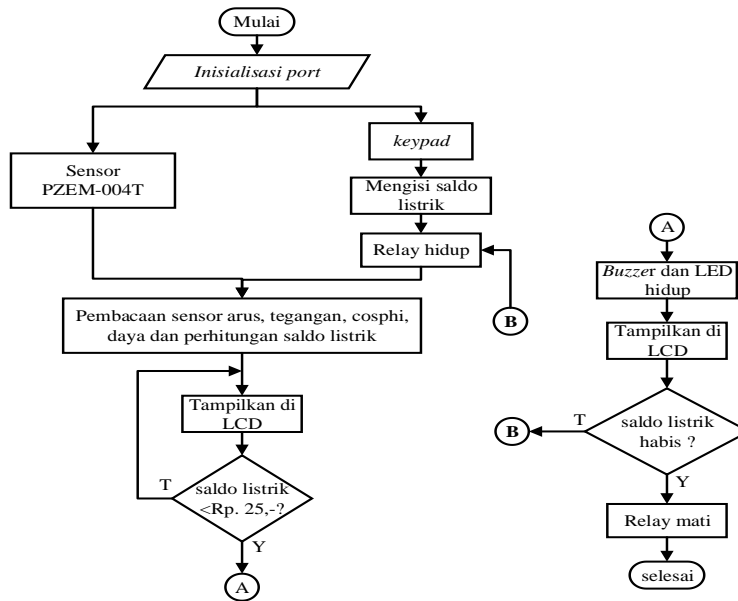 Mulai
Inisialisasi port
Sensor
PZEM-004T
keypad
Mengisi saldo
listrik
Relay hidup
B
Pembacaan sensor arus, tegangan, cosphi,
daya dan perhitungan saldo listrik
Tampilkan di
LCD
T
saldo listrik
<Rp. 25,-?
Y
A
A
Buzzer dan LED
hidup
Tampilkan di
LCD
B
T
saldo listrik
habis ?
Y
Relay mati
selesai